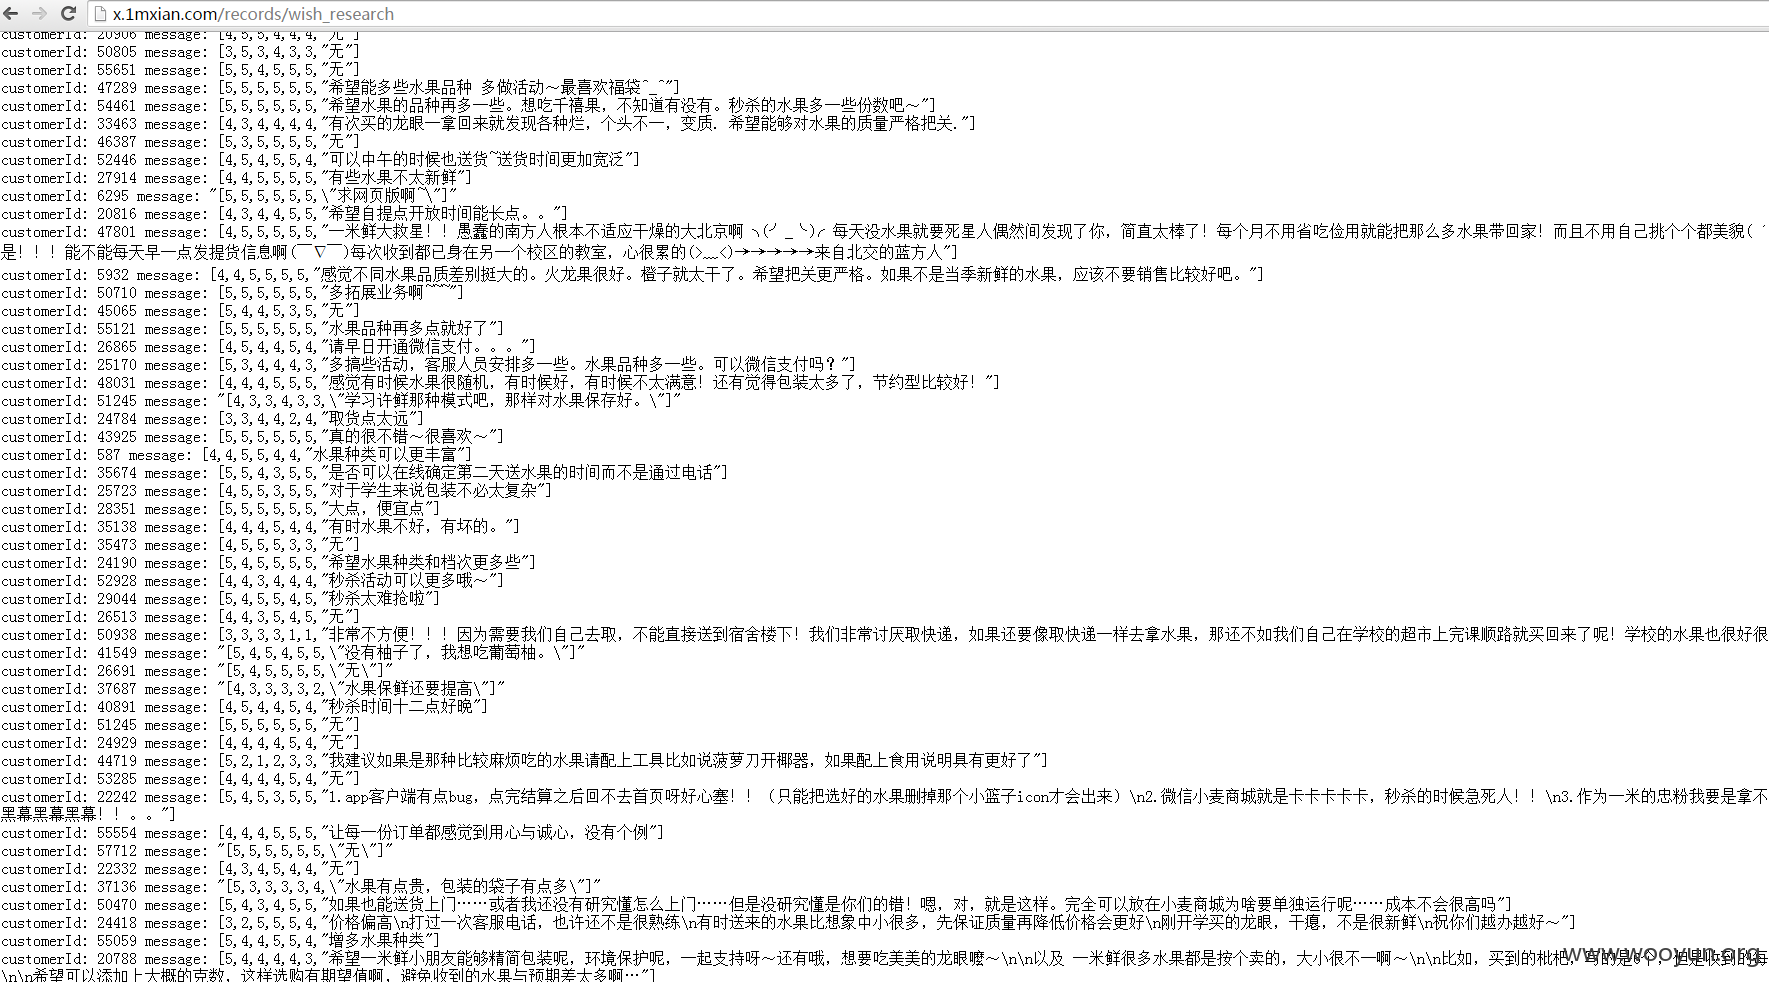 x.1mxian.com/records/wish_research
customerId: 20906 message: [4,5,5,4,4,4,"无"]
customerId: 50805 message: [3,5,3,4,3,3,"无"]
customerId: 55651 message: [5,5,4,5,5,5,"无"]
customerId: 47289 message: [5,5,5,5,5,5,"希望能多些水果品种 多做活动～最喜欢福袋^_^"]
customerId: 54461 message: [5,5,5,5,5,5,"希望水果的品种再多一些。想吃千禧果，不知道有没有。秒杀的水果多一些份数吧～"]
customerId: 33463 message: [4,3,4,4,4,4,"有次买的龙眼一拿回来就发现各种烂，个头不一，变质. 希望能够对水果的质量严格把关."]
customerId: 46387 message: [5,3,5,5,5,5,"无"]
customerId: 52446 message: [4,5,4,5,5,4,"可以中午的时候也送货~送货时间更加宽泛"]
customerId: 27914 message: [4,4,5,5,5,5,"有些水果不太新鲜"]
customerId: 6295 message: "[5,5,5,5,5,5,\"求网页版啊~\"]"
customerId: 20816 message: [4,3,4,4,5,5,"希望自提点开放时间能长点。。"]
customerId: 47801 message: [4,4,5,5,5,5,"一米鲜大救星！！愚蠢的南方人根本不适应干燥的大北京啊 ╮(╯_╰)╭ 每天没水果就要死星人偶然间发现了你，简直太棒了！每个月不用省吃俭用就能把那么多水果带回家！而且不用自己挑个个都美貌(
是！！！能不能每天早一点发提货信息啊(￣▽￣)每次收到都已身在另一个校区的教室，心很累的(>﹏<)→→→→→来自北交的蓝方人"]
customerId: 5932 message: [4,4,5,5,5,5,"感觉不同水果品质差别挺大的。火龙果很好。橙子就太干了。希望把关更严格。如果不是当季新鲜的水果，应该不要销售比较好吧。"]
customerId: 50710 message: [5,5,5,5,5,5,"多拓展业务啊~~~"]
customerId: 45065 message: [5,4,4,5,3,5,"无"]
customerId: 55121 message: [5,5,5,5,5,5,"水果品种再多点就好了"]
customerId: 26865 message: [4,5,4,4,5,4,"请早日开通微信支付。。。"]
customerId: 25170 message: [5,3,4,4,4,3,"多搞些活动，客服人员安排多一些。水果品种多一些。可以微信支付吗？"]
customerId: 48031 message: [4,4,4,5,5,5,"感觉有时候水果很随机，有时候好，有时候不太满意！还有觉得包装太多了，节约型比较好！"]
customerId: 51245 message: "[4,3,3,4,3,3,\"学习许鲜那种模式吧，那样对水果保存好。\"]"
customerId: 24784 message: [3,3,4,4,2,4,"取货点太远"]
customerId: 43925 message: [5,5,5,5,5,5,"真的很不错～很喜欢～"]
customerId: 587 message: [4,4,5,5,4,4,"水果种类可以更丰富"]
customerId: 35674 message: [5,5,4,3,5,5,"是否可以在线确定第二天送水果的时间而不是通过电话"]
customerId: 25723 message: [4,5,5,3,5,5,"对于学生来说包装不必太复杂"]
customerId: 28351 message: [5,5,5,5,5,5,"大点，便宜点"]
customerId: 35138 message: [4,4,4,5,4,4,"有时水果不好，有坏的。"]
customerId: 35473 message: [4,5,5,5,3,3,"无"]
customerId: 24190 message: [5,4,5,5,5,5,"希望水果种类和档次更多些"]
customerId: 52928 message: [4,4,3,4,4,4,"秒杀活动可以更多哦～"]
customerId: 29044 message: [5,4,5,5,4,5,"秒杀太难抢啦"]
customerId: 26513 message: [4,4,3,5,4,5,"无"]
customerId: 50938 message: [3,3,3,3,1,1,"非常不方便！！！因为需要我们自己去取，不能直接送到宿舍楼下！我们非常讨厌取快递，如果还要像取快递一样去拿水果，那还不如我们自己在学校的超市上完课顺路就买回来了呢！学校的水果也很好很
customerId: 41549 message: "[5,4,5,4,5,5,\"没有柚子了，我想吃葡萄柚。\"]"
customerId: 26691 message: "[5,4,5,5,5,5,\"无\"]"
customerId: 37687 message: "[4,3,3,3,3,2,\"水果保鲜还要提高\"]"
customerId: 40891 message: [4,5,4,4,5,4,"秒杀时间十二点好晚"]
customerId: 51245 message: [5,5,5,5,5,5,"无"]
customerId: 24929 message: [4,4,4,4,5,4,"无"]
customerId: 44719 message: [5,2,1,2,3,3,"我建议如果是那种比较麻烦吃的水果请配上工具比如说菠萝刀开椰器，如果配上食用说明具有更好了"]
customerId: 53285 message: [4,4,4,4,5,4,"无"]
customerId: 22242 message: [5,4,5,3,5,5,"1.app客户端有点bug，点完结算之后回不去首页呀好心塞！！（只能把选好的水果删掉那个小篮子icon才会出来）\n2.微信小麦商城就是卡卡卡卡卡，秒杀的时候急死人！！\n3.作为一米的忠粉我要是拿不
黑幕黑幕黑幕！！。。"]
customerId: 55554 message: [4,4,4,5,5,5,"让每一份订单都感觉到用心与诚心，没有个例"]
customerId: 57712 message: "[5,5,5,5,5,5,\"无\"]"
customerId: 22332 message: [4,3,4,5,4,4,"无"]
customerId: 37136 message: "[5,3,3,3,3,4,\"水果有点贵，包装的袋子有点多\"]"
customerId: 50470 message: [5,4,3,4,5,5,"如果也能送货上门……或者我还没有研究懂怎么上门……但是没研究懂是你们的错！嗯，对，就是这样。完全可以放在小麦商城为啥要单独运行呢……成本不会很高吗"]
customerId: 24418 message: [3,2,5,5,5,4,"价格偏高\n打过一次客服电话，也许还不是很熟练\n有时送来的水果比想象中小很多，先保证质量再降低价格会更好\n刚开学买的龙眼，干瘪，不是很新鲜\n祝你们越办越好～"]
customerId: 55059 message: [5,4,4,4,5,4,"增多水果种类"]
customerId: 20788 message: [5,4,4,4,4,3,"希望一米鲜小朋友能够精简包装呢，环境保护呢，一起支持呀～还有哦，想要吃美美的龙眼嚒～\n\n以及 一米鲜很多水果都是按个卖的，大小很不一啊～\n\n比如，买到的枇杷，
\n\n希望可以添加上大概的克数，这样选购有期望值啊，避免收到的水果与预期差太多啊…"]
www.wooyun.org